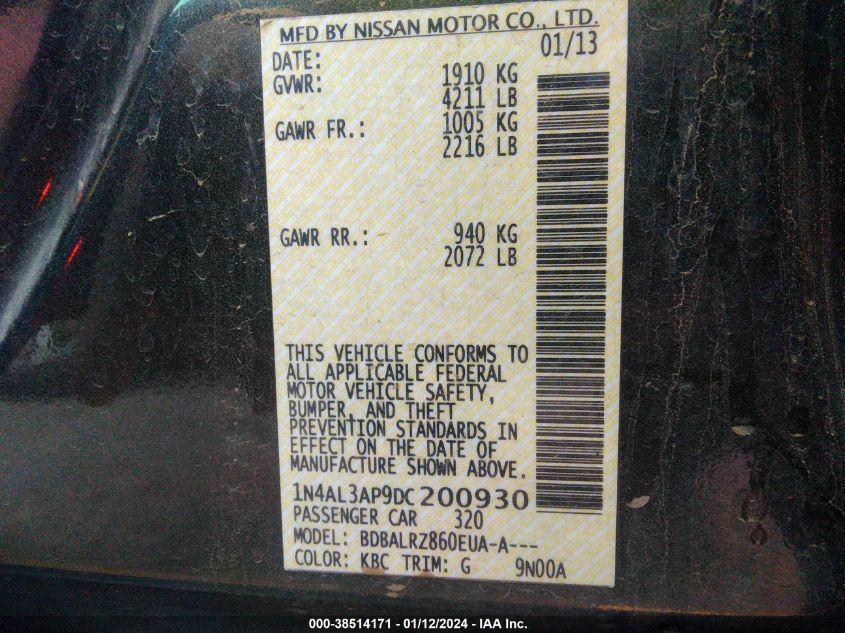 MFD BY NISSAN MOTOR CO., LTD.
DATE: 01/13
GVWR: 1910 KG
4211 LB
GAWR FR.: 1005 KG
2216 LB
GAWR RR.: 940 KG
2072 LB
THIS VEHICLE CONFORMS TO
ALL APPLICABLE FEDERAL
MOTOR VEHICLE SAFETY,
BUMPER, AND THEFT
PREVENTION STANDARDS IN
EFFECT ON THE DATE OF
MANUFACTURE SHOWN ABOVE.
1N4AL3AP9DC200930
PASSENGER CAR 320
MODEL: BDBALRZ860EUA-A---
COLOR: KBC TRIM: G 9N00A
000-38514171 - 01/12/2024 - IAA Inc.